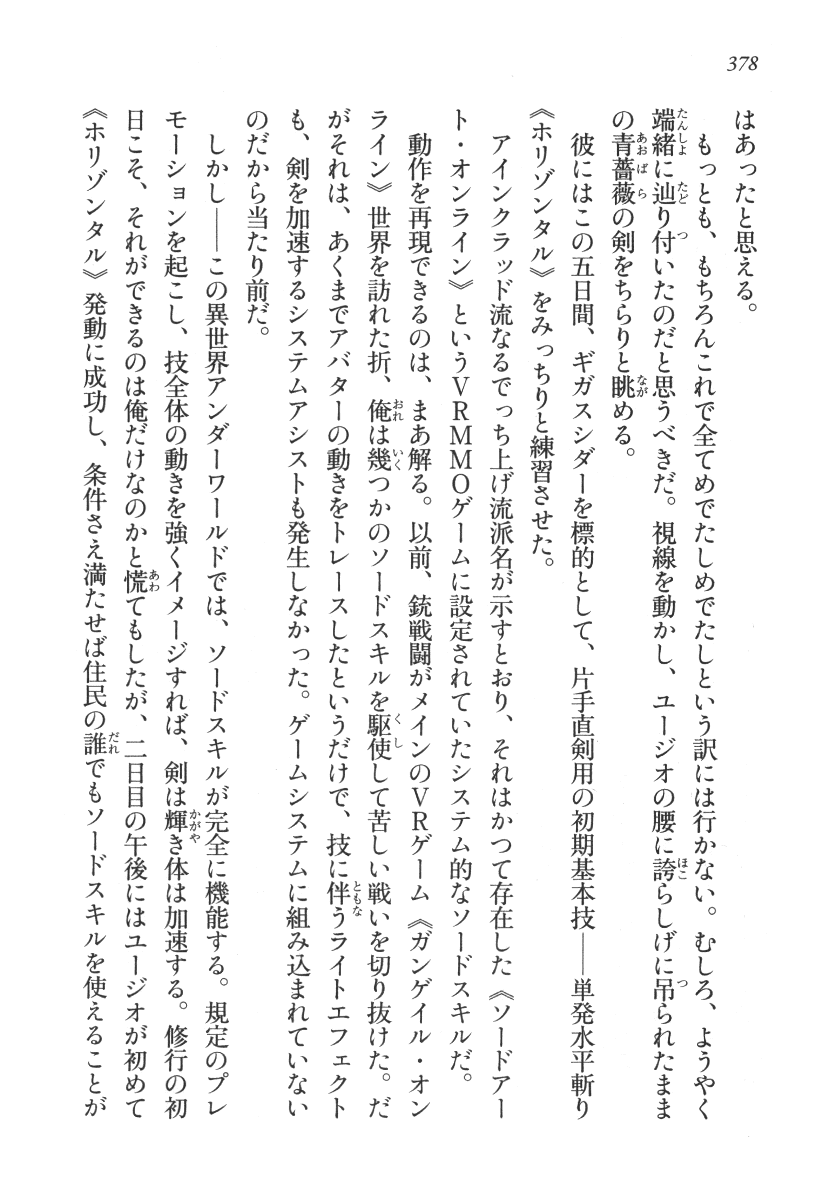 378
はあったと思える。
もっとも、もちろんこれで全てめでたしめでたしという訳には行かない。むしろ、ようやく
端緒に辿り付いたのだと思うべきだ。視線を動かし、ユージオの腰に誇らしげに吊られたまま
の青薔薇の剣をちらりと眺める。
彼にはこの五日間、ギガスシダーを標的として、片手直剣用の初期基本技――単発水平斬り
《ホリゾンタル》をみっちりと練習させた。
アインクラッド流なるでっち上げ流派名が示すとおり、それはかつて存在した《ソードアー
ト・オンライン》というＶＲＭＭＯゲームに設定されていたシステム的なソードスキルだ。
動作を再現できるのは、まあ解る。以前、銃戦闘がメインのＶＲゲーム《ガンゲイル・オン
ライン》世界を訪れた折、俺は幾つかのソードスキルを駆使して苦しい戦いを切り抜けた。だ
がそれは、あくまでアバターの動きをトレースしたというだけで、技に伴うライトエフェクト
も、剣を加速するシステムアシストも発生しなかった。ゲームシステムに組み込まれていない
のだから当たり前だ。
しかし――この異世界アンダーワールドでは、ソードスキルが完全に機能する。規定のプレ
モーションを起こし、技全体の動きを強くイメージすれば、剣は輝き体は加速する。修行の初
日こそ、それができるのは俺だけなのかと慌てもしたが、二日目の午後にはユージオが初めて
《ホリゾンタル》発動に成功し、条件さえ満たせば住民の誰でもソードスキルを使えることが